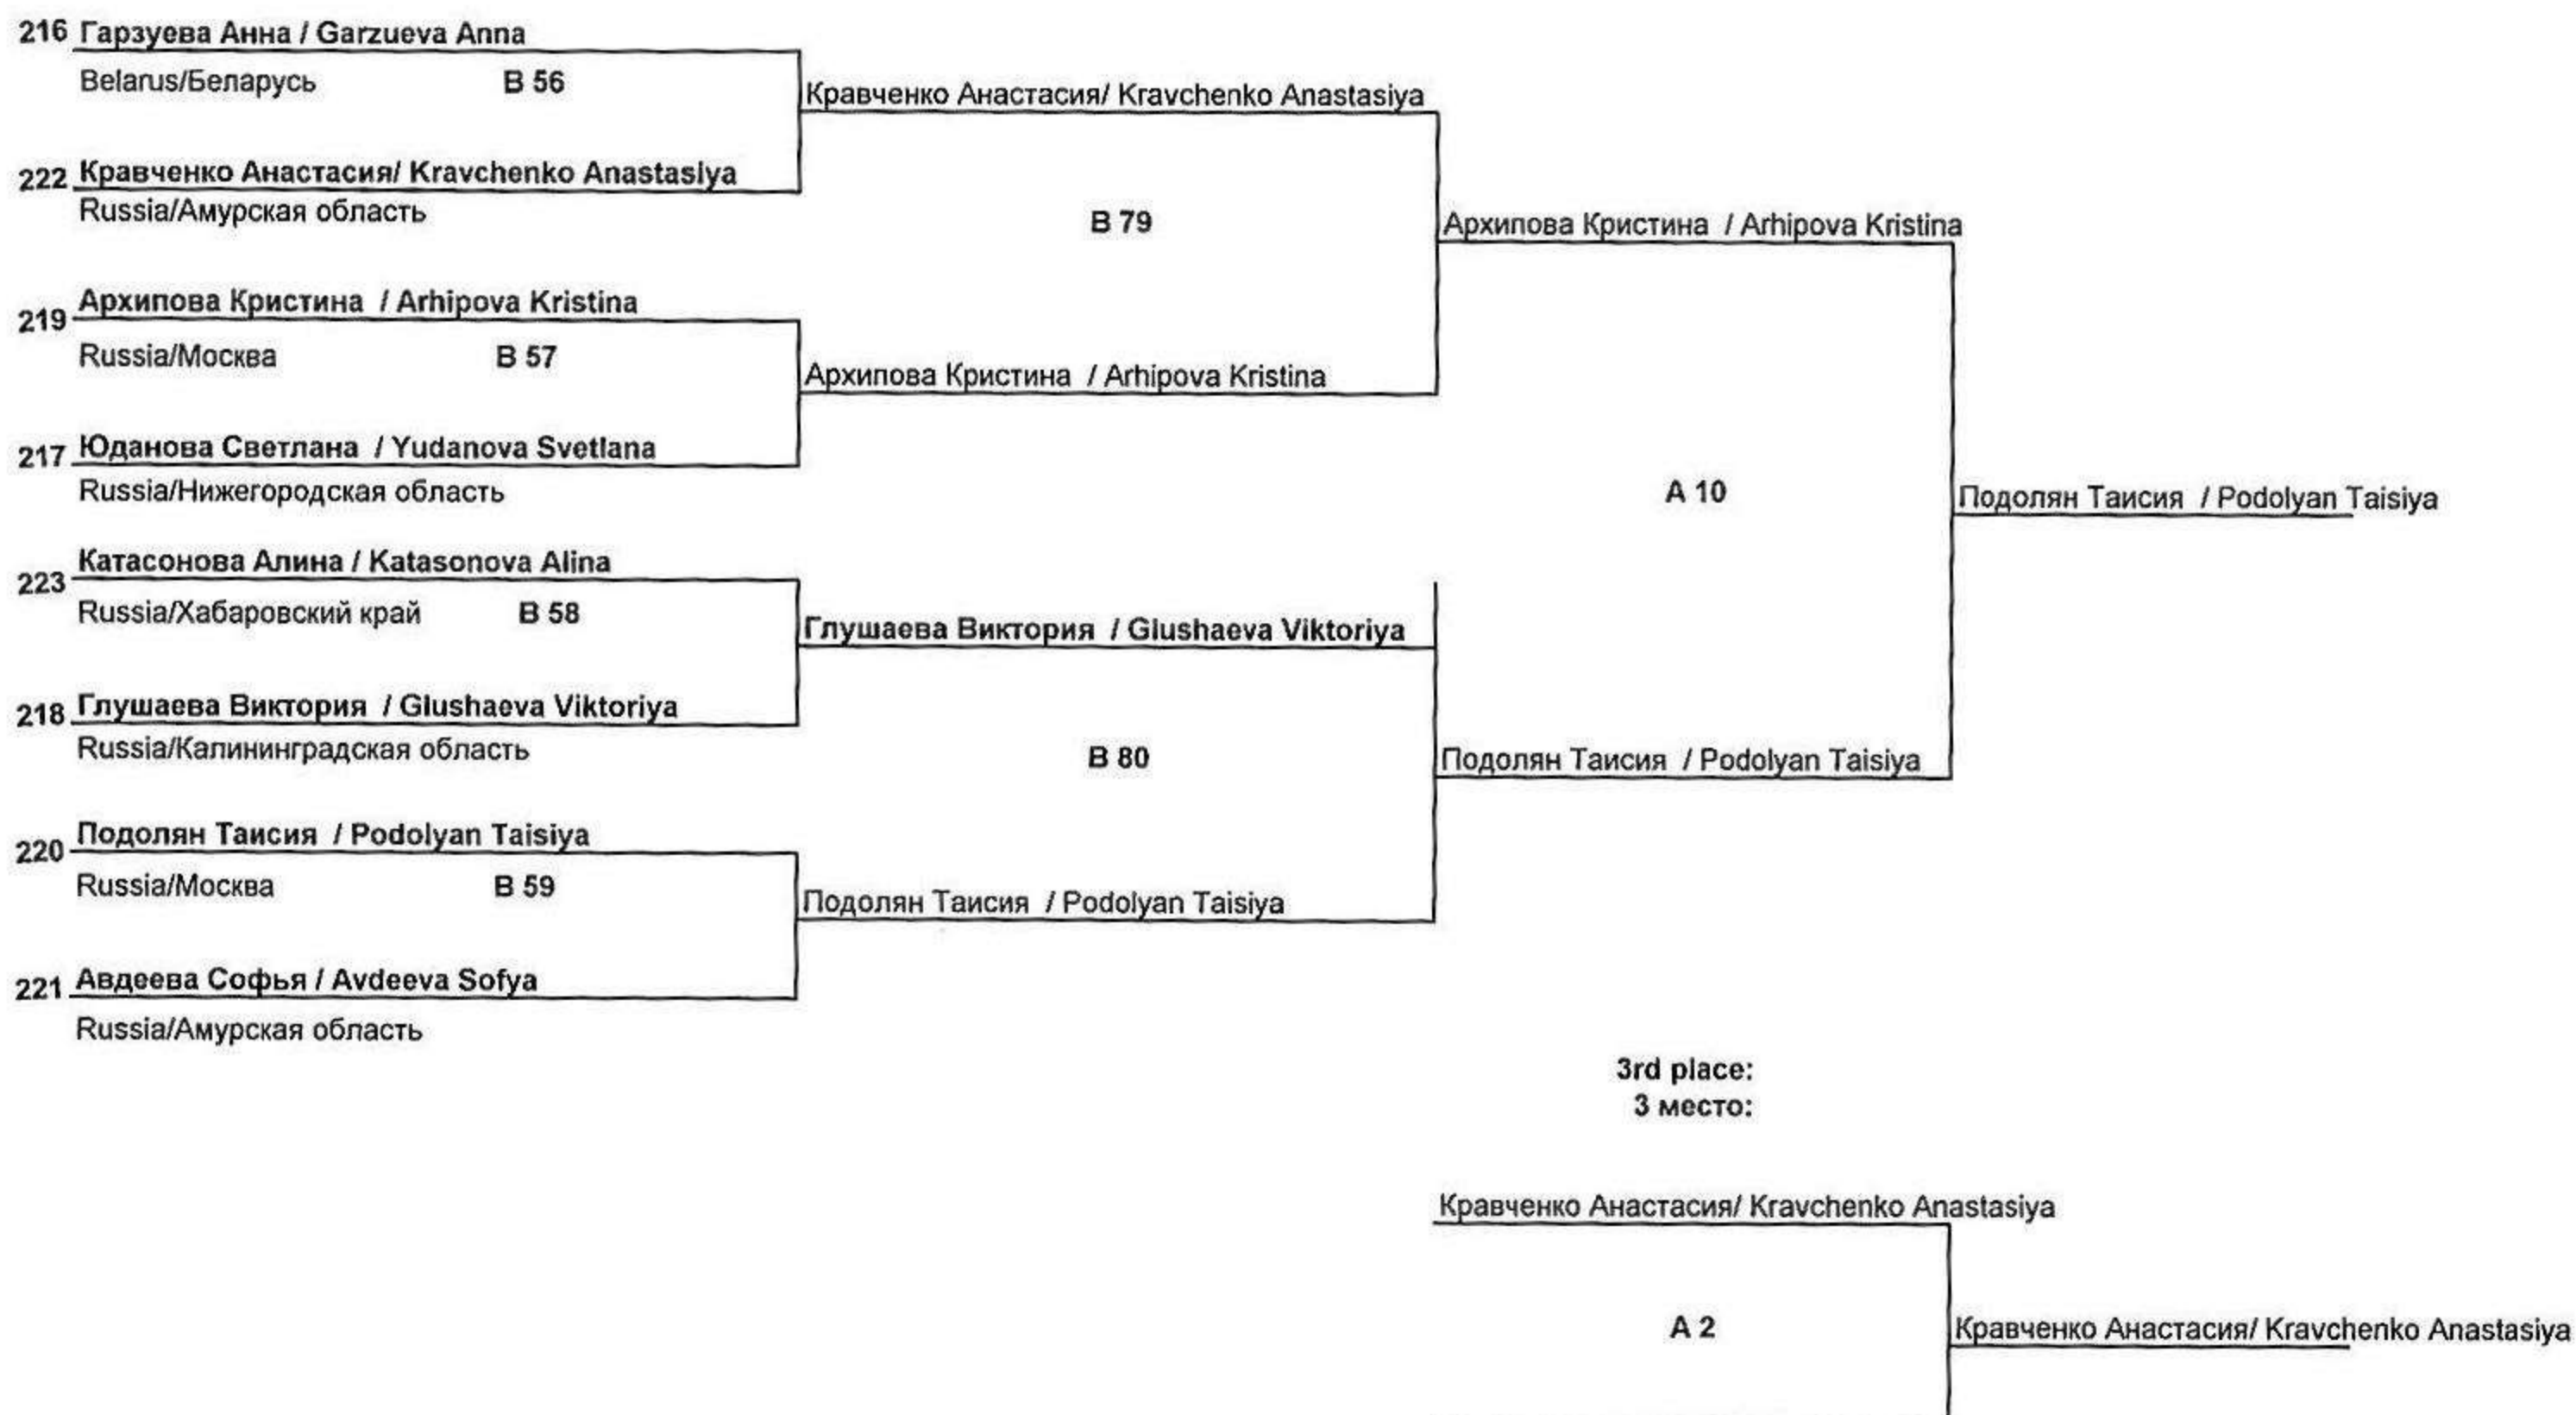 216 Гарзуева Анна / Garzueva Anna
Belarus/Беларусь B 56
Кравченко Анастасия/ Kravchenko Anastasiya
222 Кравченко Анастасия/ Kravchenko Anastasiya
Russia/Амурская область
B 79
Архипова Кристина / Arhipova Kristina
219 Архипова Кристина / Arhipova Kristina
Russia/Москва B 57
Архипова Кристина / Arhipova Kristina
217 Юданова Светлана / Yudanova Svetlana
Russia/Нижегородская область
A 10
Подолян Таисия / Podolyan Taisiya
223 Катасонова Алина / Katasonova Alina
Russia/Хабаровский край B 58
Глушаева Виктория / Glushaeva Viktoriya
218 Глушаева Виктория / Glushaeva Viktoriya
Russia/Калининградская область
B 80
Подолян Таисия / Podolyan Taisiya
220 Подолян Таисия / Podolyan Taisiya
Russia/Москва B 59
Подолян Таисия / Podolyan Taisiya
221 Авдеева Софья / Avdeeva Sofya
Russia/Амурская область
3rd place:
3 место:
Кравченко Анастасия/ Kravchenko Anastasiya
A 2
Кравченко Анастасия/ Kravchenko Anastasiya